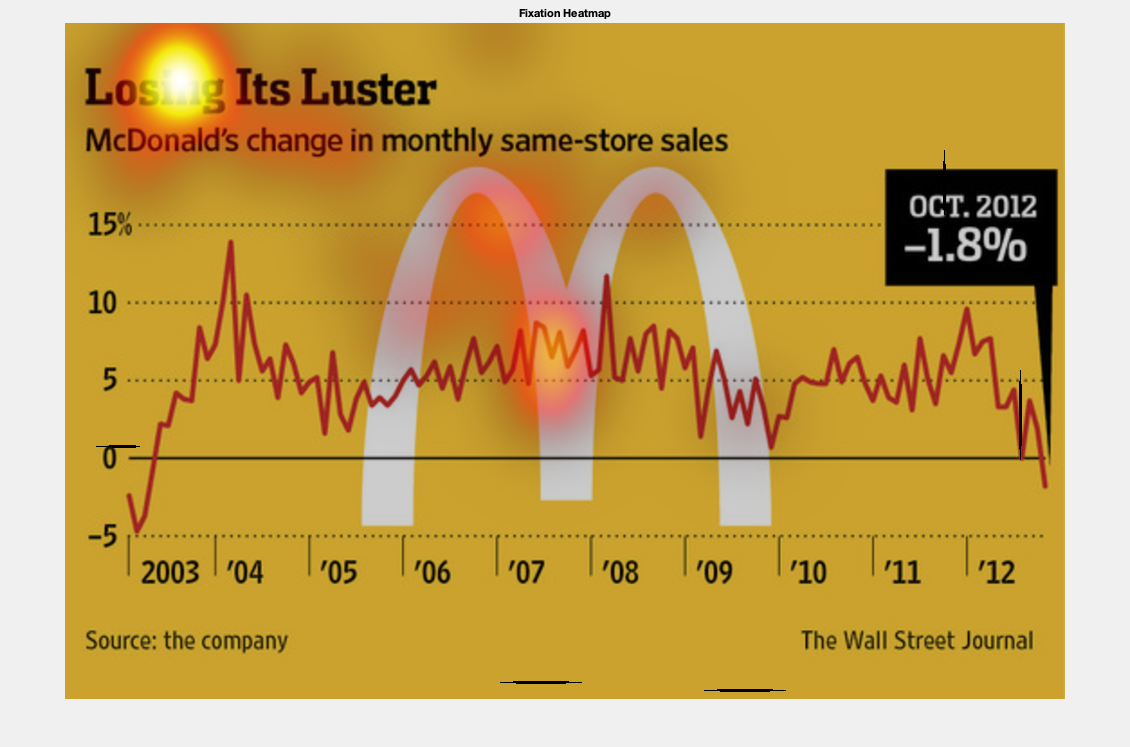 Fixation Heatmap
Losing Its Luster
McDonald's change in monthly same-store sales
OCT. 2012
–1.8%
15%
10
5
0
–5
2003 '04 '05 '06 '07 '08 '09 '10 '11 '12
Source: the company
The Wall Street Journal